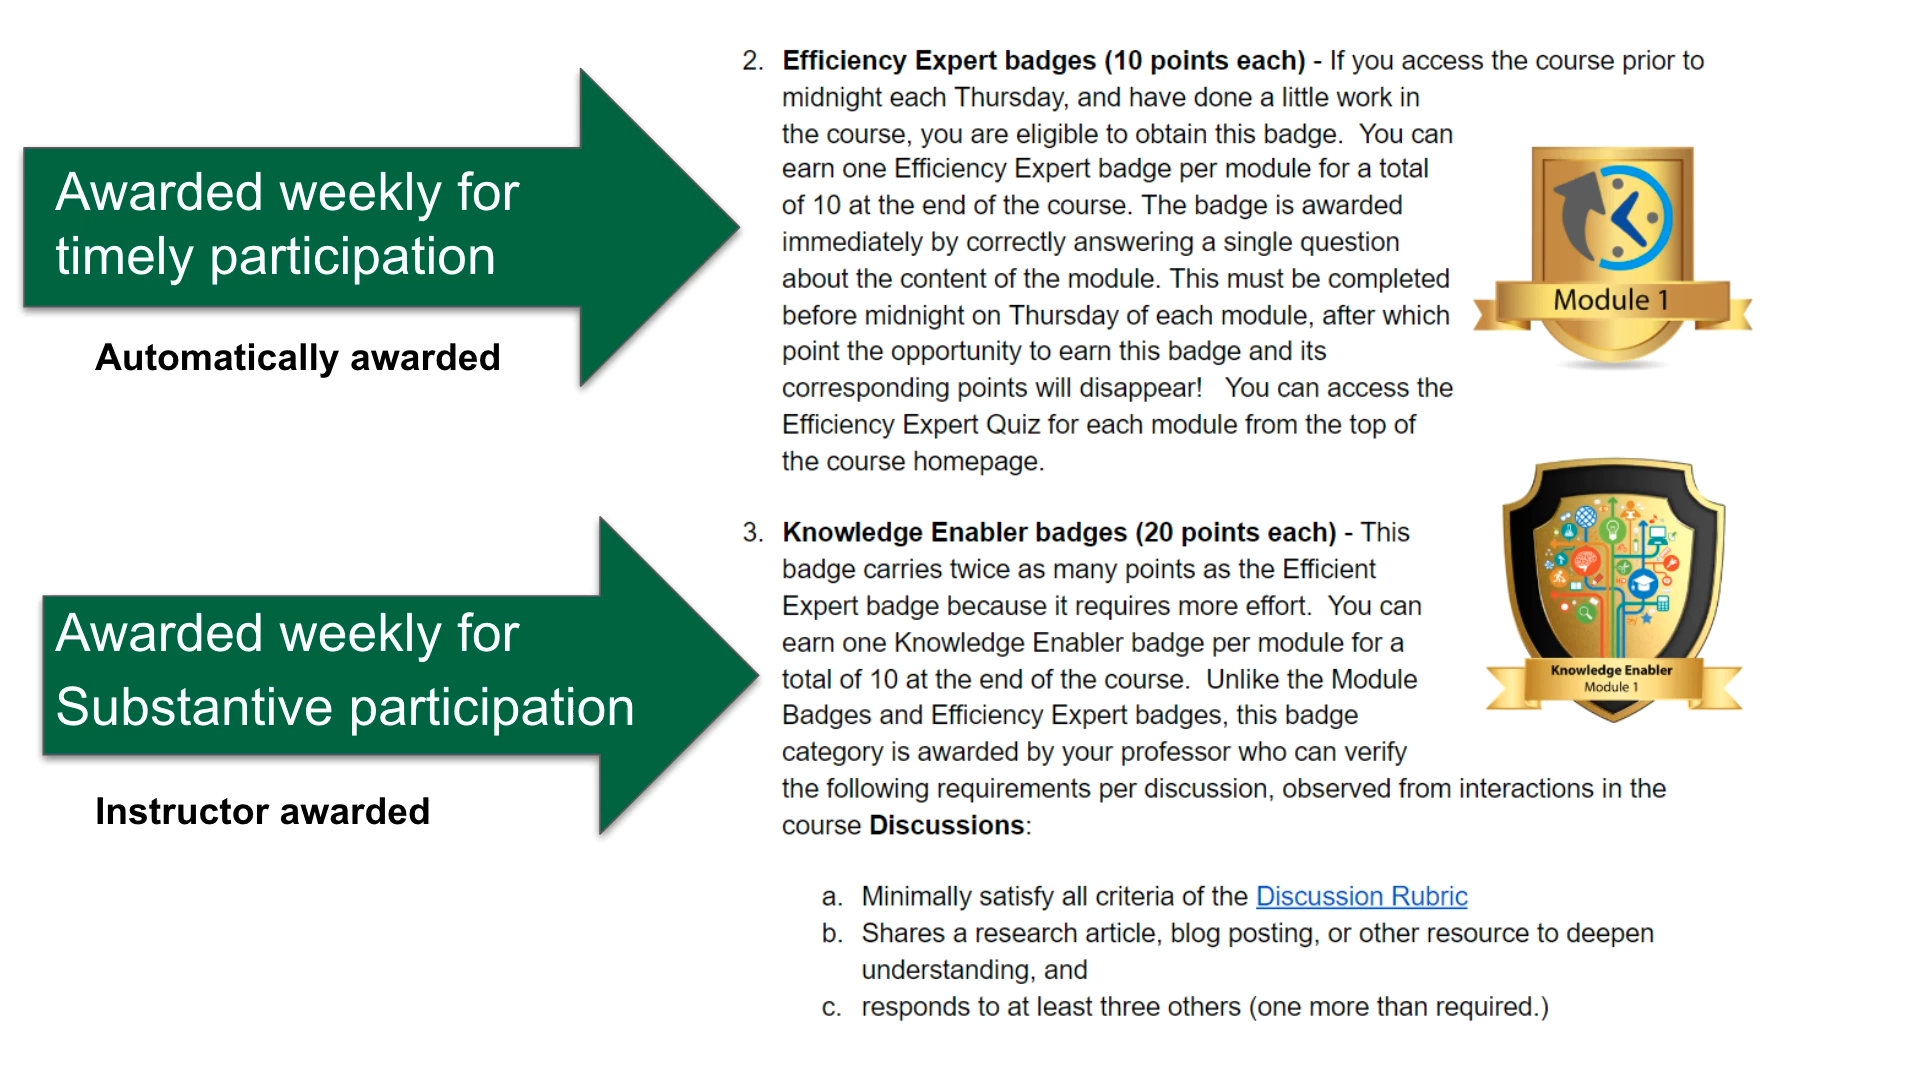 Awarded weekly for
timely participation
Automatically awarded
2. Efficiency Expert badges (10 points each) - If you access the course prior to
midnight each Thursday, and have done a little work in
the course, you are eligible to obtain this badge.  You can
earn one Efficiency Expert badge per module for a total
of 10 at the end of the course. The badge is awarded
immediately by correctly answering a single question
about the content of the module. This must be completed
before midnight on Thursday of each module, after which
point the opportunity to earn this badge and its
corresponding points will disappear!   You can access the
Efficiency Expert Quiz for each module from the top of
the course homepage.
Module 1
Awarded weekly for
Substantive participation
Instructor awarded
3. Knowledge Enabler badges (20 points each) - This
badge carries twice as many points as the Efficient
Expert badge because it requires more effort.  You can
earn one Knowledge Enabler badge per module for a
total of 10 at the end of the course.  Unlike the Module
Badges and Efficiency Expert badges, this badge
category is awarded by your professor who can verify
the following requirements per discussion, observed from interactions in the
course Discussions:
Knowledge Enabler
Module 1
a. Minimally satisfy all criteria of the Discussion Rubric
b. Shares a research article, blog posting, or other resource to deepen
understanding, and
c. responds to at least three others (one more than required.)